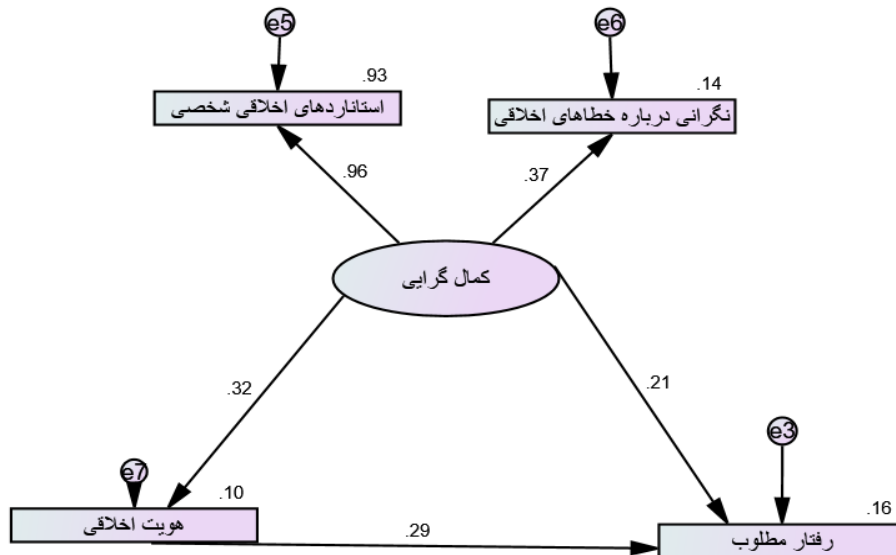 e5
e6
.93
.14
استاناردهای اخلاقی شخصی
نگرانی درباره خطاهای اخلاقی
.96
.37
کمال گرایی
.32
.21
e3
e7
.10
.16
هویت اخلاقی
.29
رفتار مطلوب